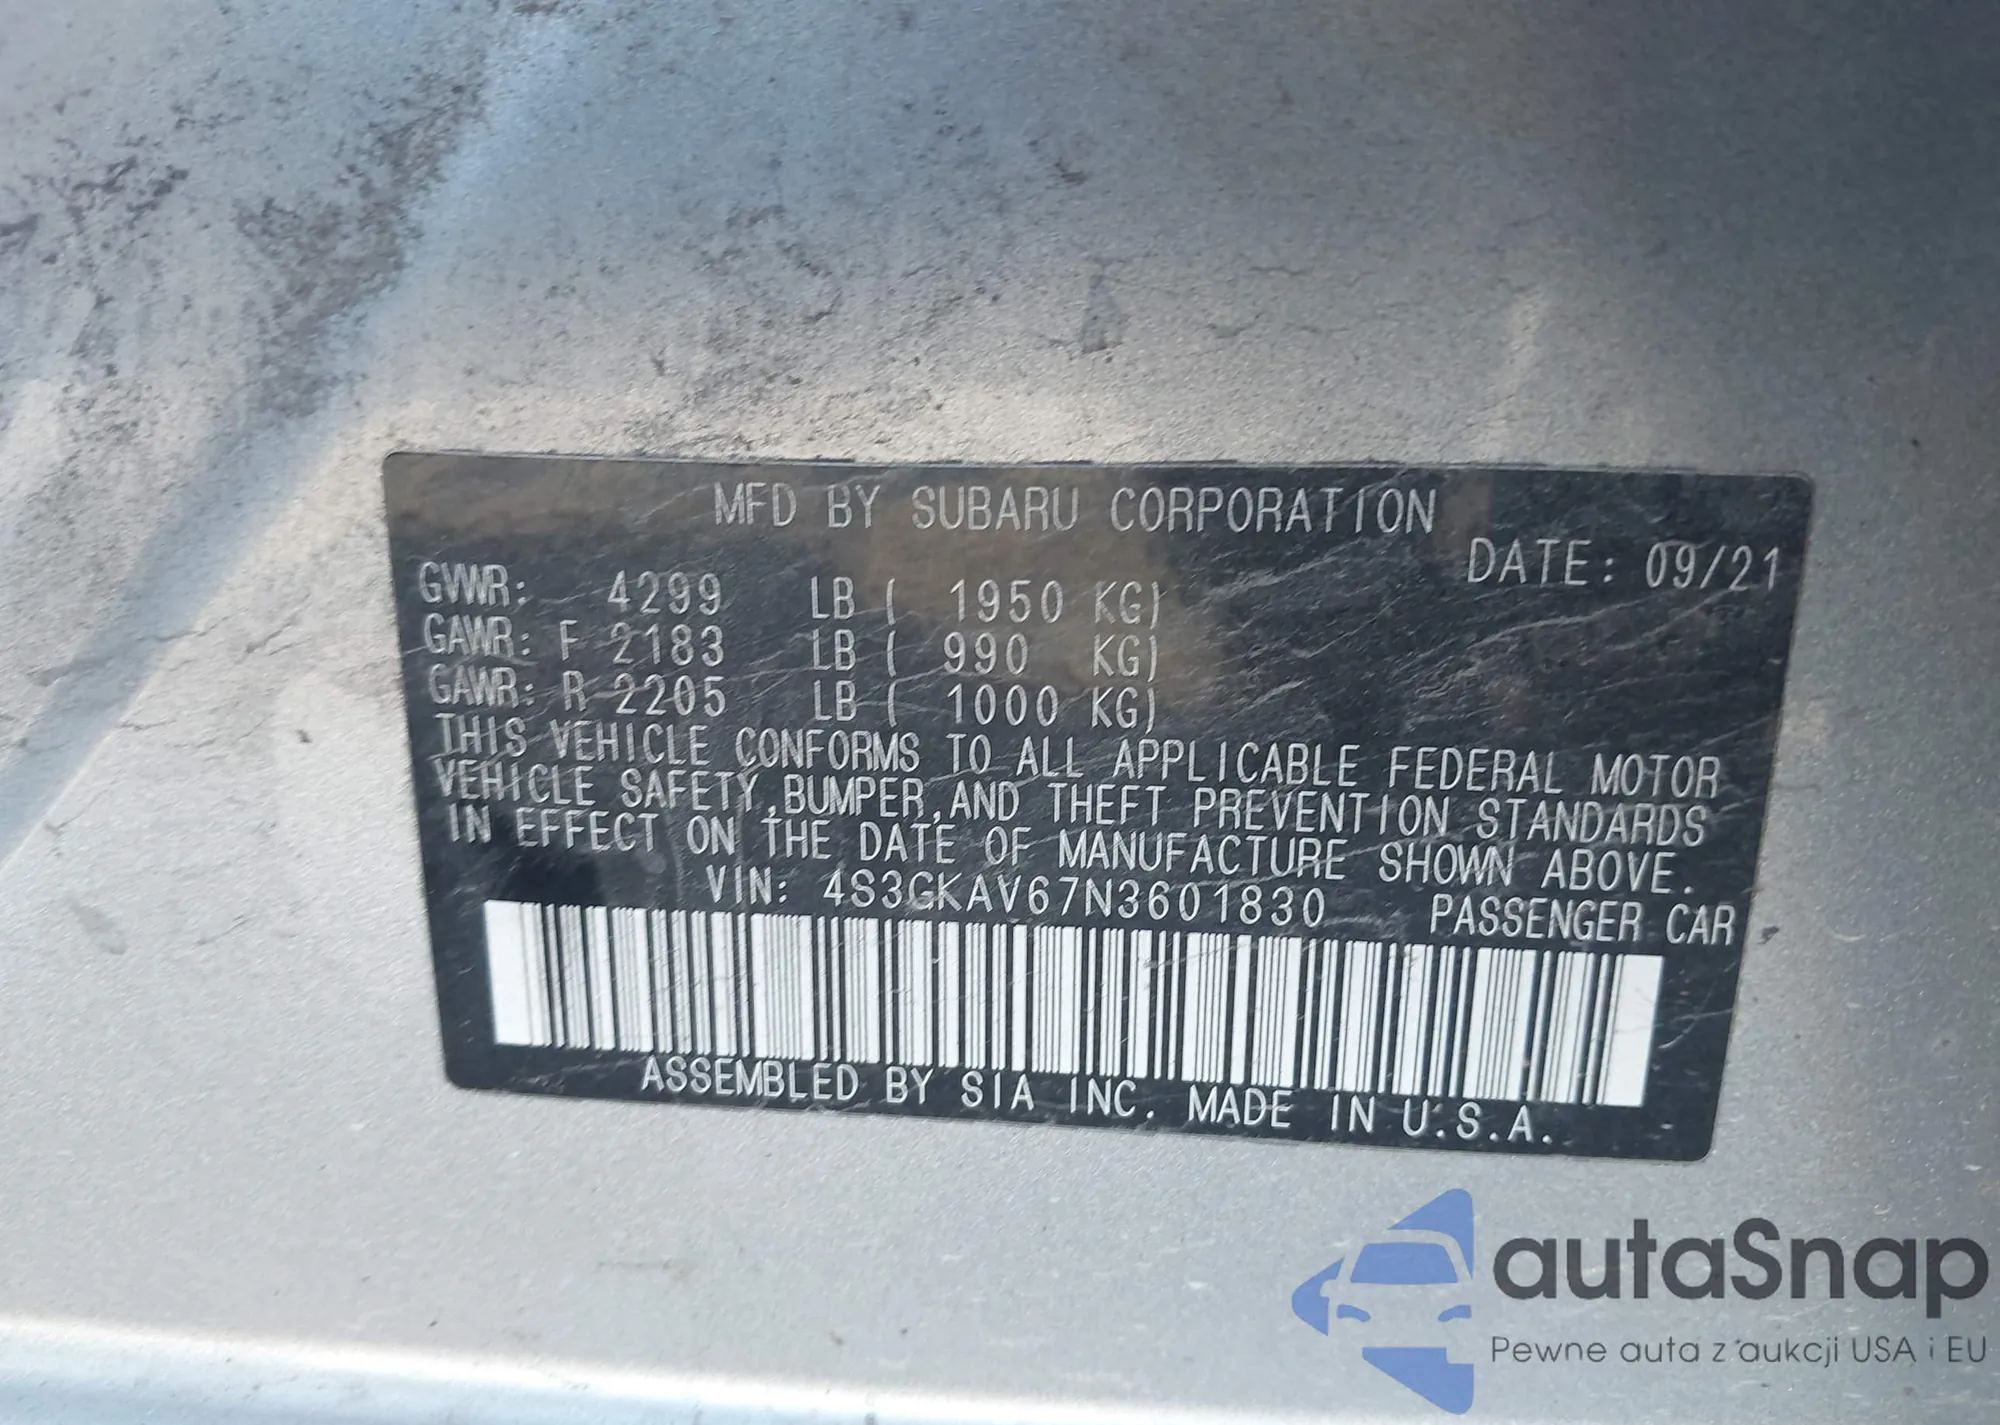 MFD BY SUBARU CORPORATION
DATE: 09/21
GVWR: 4299 LB ( 1950 KG)
GAWR: F 2183 LB ( 990 KG)
GAWR: R 2205 LB ( 1000 KG)
THIS VEHICLE CONFORMS TO ALL APPLICABLE FEDERAL MOTOR
VEHICLE SAFETY,BUMPER,AND THEFT PREVENTION STANDARDS
IN EFFECT ON THE DATE OF MANUFACTURE SHOWN ABOVE.
VIN: 4S3GKAV67N3601830 PASSENGER CAR
ASSEMBLED BY SIA INC. MADE IN U.S.A.
autaSnap
Pewne auta z aukcji USA i EU